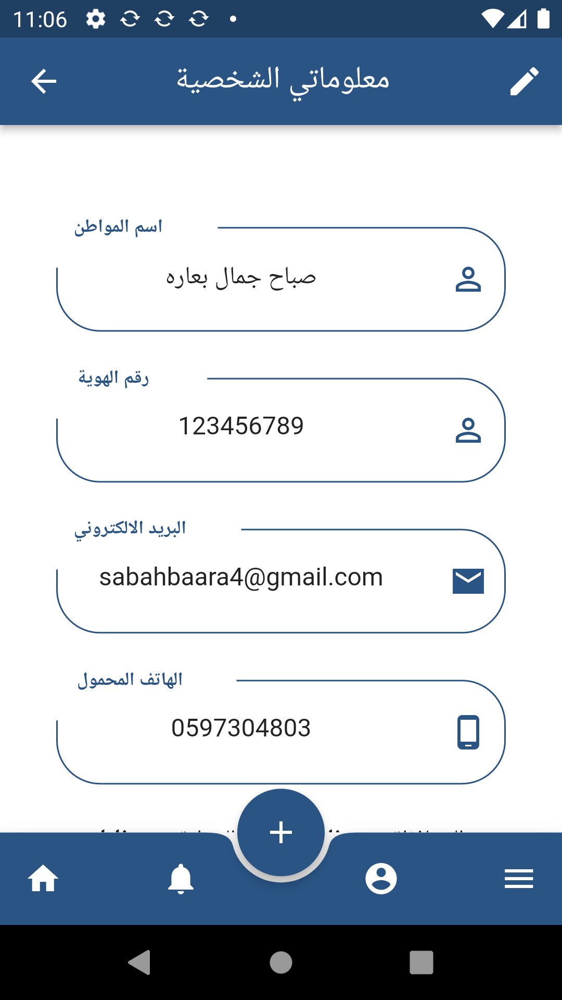 11:06
معلوماتي الشخصية
اسم المواطن
صباح جمال بعاره
رقم الهوية
123456789
البريد الالكتروني
sabahbaara4@gmail.com
الهاتف المحمول
0597304803